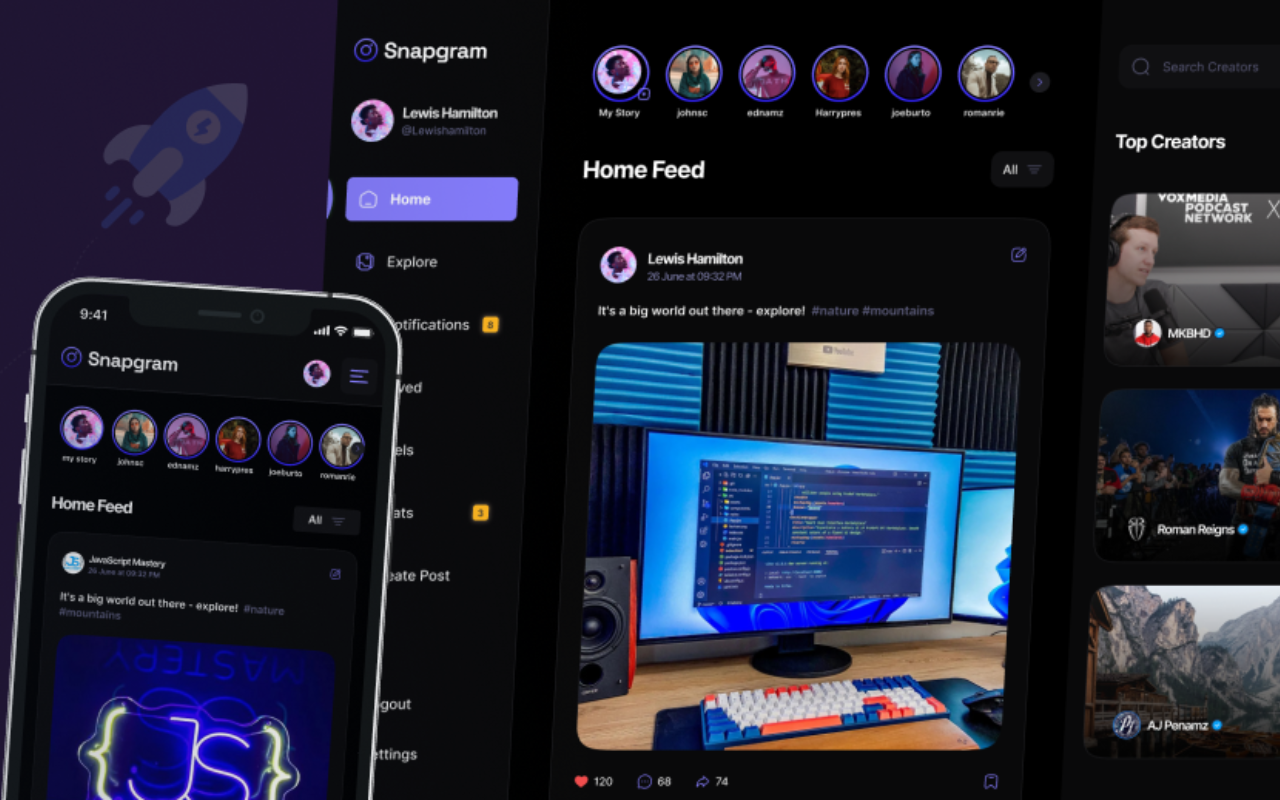 Snapgram
Lewis Hamilton
@Lewishamilton
Home
Explore
otifications 8
ved
els
ats 3
eate Post
gout
ettings
9:41
Snapgram
my story johnsc ednamz harrypres joeburto romanrie
Home Feed
All
JavaScript Mastery
26 June at 09:32 PM
It's a big world out there - explore! #nature
#mountains
MASTERY
JS
My Story johnsc ednamz Harrypres joeburto romanrie
Home Feed
All
Lewis Hamilton
26 June at 09:32 PM
It's a big world out there - explore! #nature #mountains
YouTube
120 68 74
Search Creators
Top Creators
VOXMEDIA
PODCAST
NETWORK
MKBHD
Roman Reigns
AJ Penamz